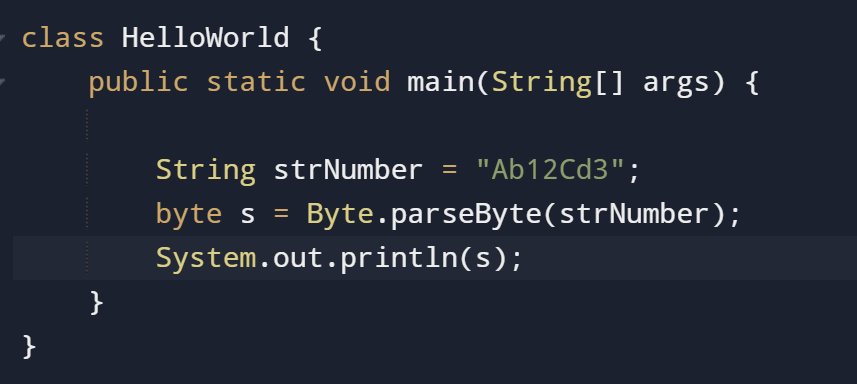 class HelloWorld {
    public static void main(String[] args) {

        String strNumber = "Ab12Cd3";
        byte s = Byte.parseByte(strNumber);
        System.out.println(s);
    }
}